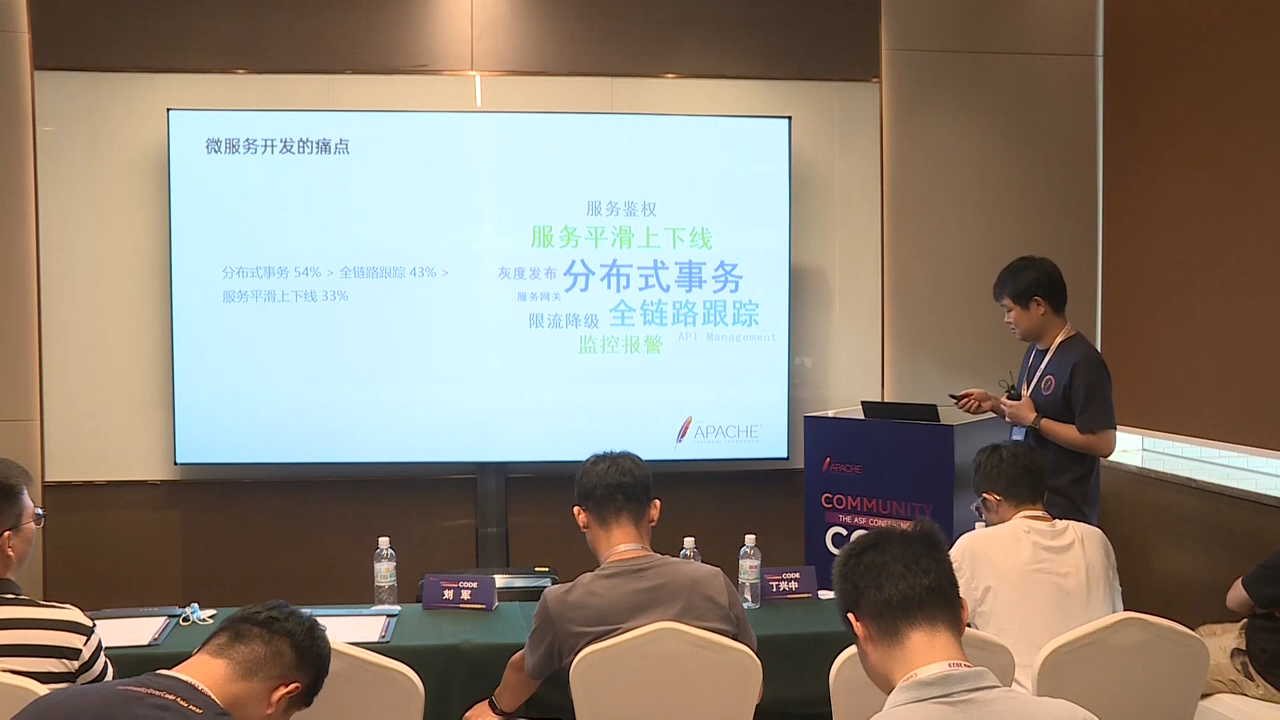 微服务开发的痛点
分布式事务 54% > 全链路跟踪 43% >
服务平滑上下线 33%
服务鉴权
服务平滑上下线
灰度发布
分布式事务
服务网关
限流降级
全链路跟踪
API Management
监控报警
APACHE
APACHE
COMMUNITY
THE ASF CONFERENCE
CODE
刘军
CODE
丁兴中